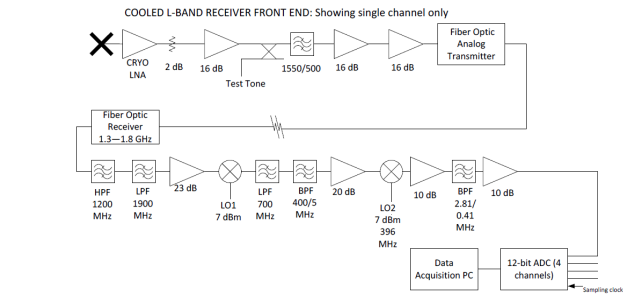 COOLED L-BAND RECEIVER FRONT END: Showing single channel only
CRYO
LNA
2 dB
16 dB
Test Tone
1550/500
16 dB
16 dB
Fiber Optic
Analog
Transmitter
Fiber Optic
Receiver
1.3—1.8 GHz
HPF
1200
MHz
LPF
1900
MHz
23 dB
LO1
7 dBm
LPF
700
MHz
BPF
400/5
MHz
20 dB
LO2
7 dBm
396
MHz
10 dB
BPF
2.81/
0.41
MHz
10 dB
Data
Acquisition PC
12-bit ADC (4
channels)
Sampling clock